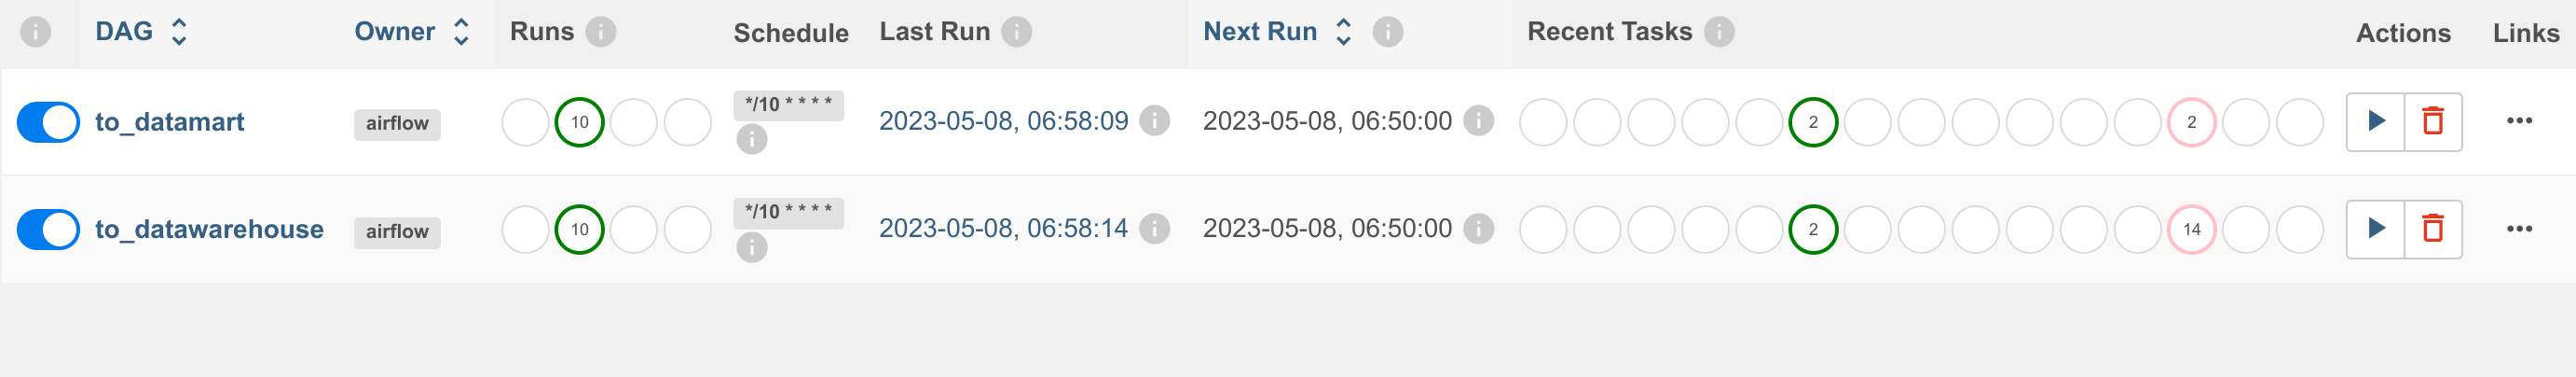 DAG Owner Runs Schedule Last Run Next Run Recent Tasks Actions Links
to_datamart airflow 10 */10 * * * * 2023-05-08, 06:58:09 2023-05-08, 06:50:00 2 2
to_datawarehouse airflow 10 */10 * * * * 2023-05-08, 06:58:14 2023-05-08, 06:50:00 2 14